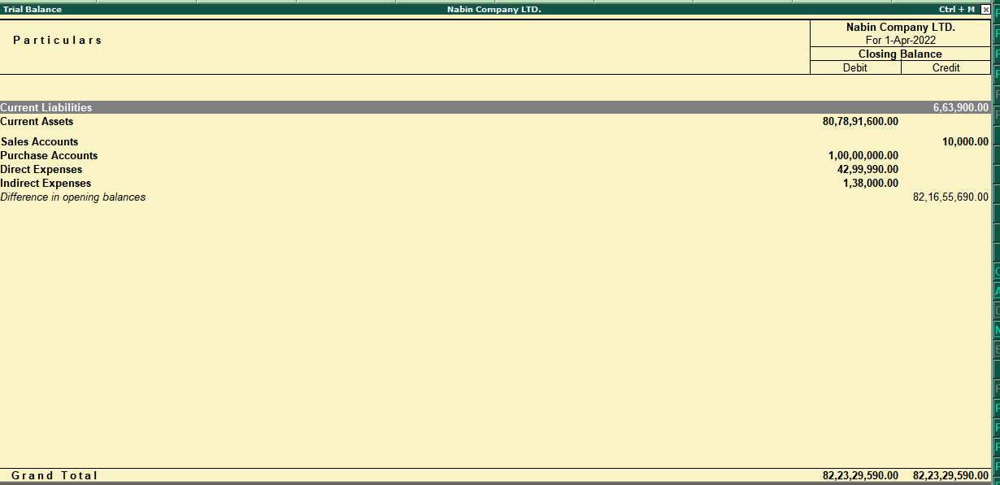 Trial Balance Nabin Company LTD. Ctrl + M
Particulars
Nabin Company LTD.
For 1-Apr-2022
Closing Balance
Debit Credit
Current Liabilities 6,63,900.00
Current Assets 80,78,91,600.00
Sales Accounts 10,000.00
Purchase Accounts 1,00,00,000.00
Direct Expenses 42,99,990.00
Indirect Expenses 1,38,000.00
Difference in opening balances 82,16,55,690.00
Grand Total 82,23,29,590.00 82,23,29,590.00